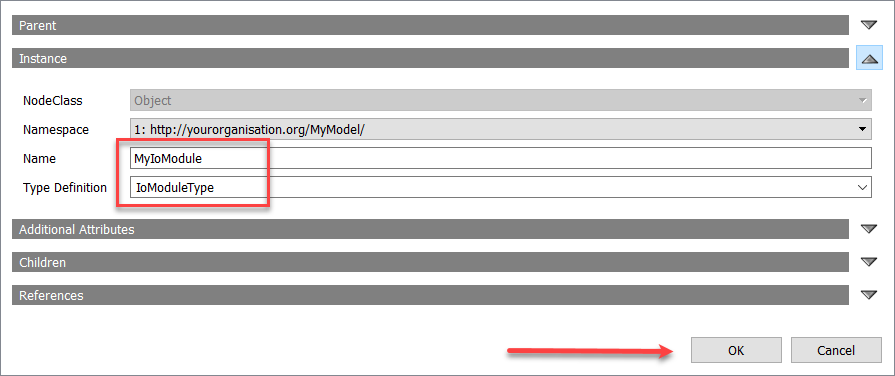 Parent
Instance
NodeClass Object
Namespace 1: http://yourorganisation.org/MyModel/
Name MyIoModule
Type Definition IoModuleType
Additional Attributes
Children
References
OK Cancel